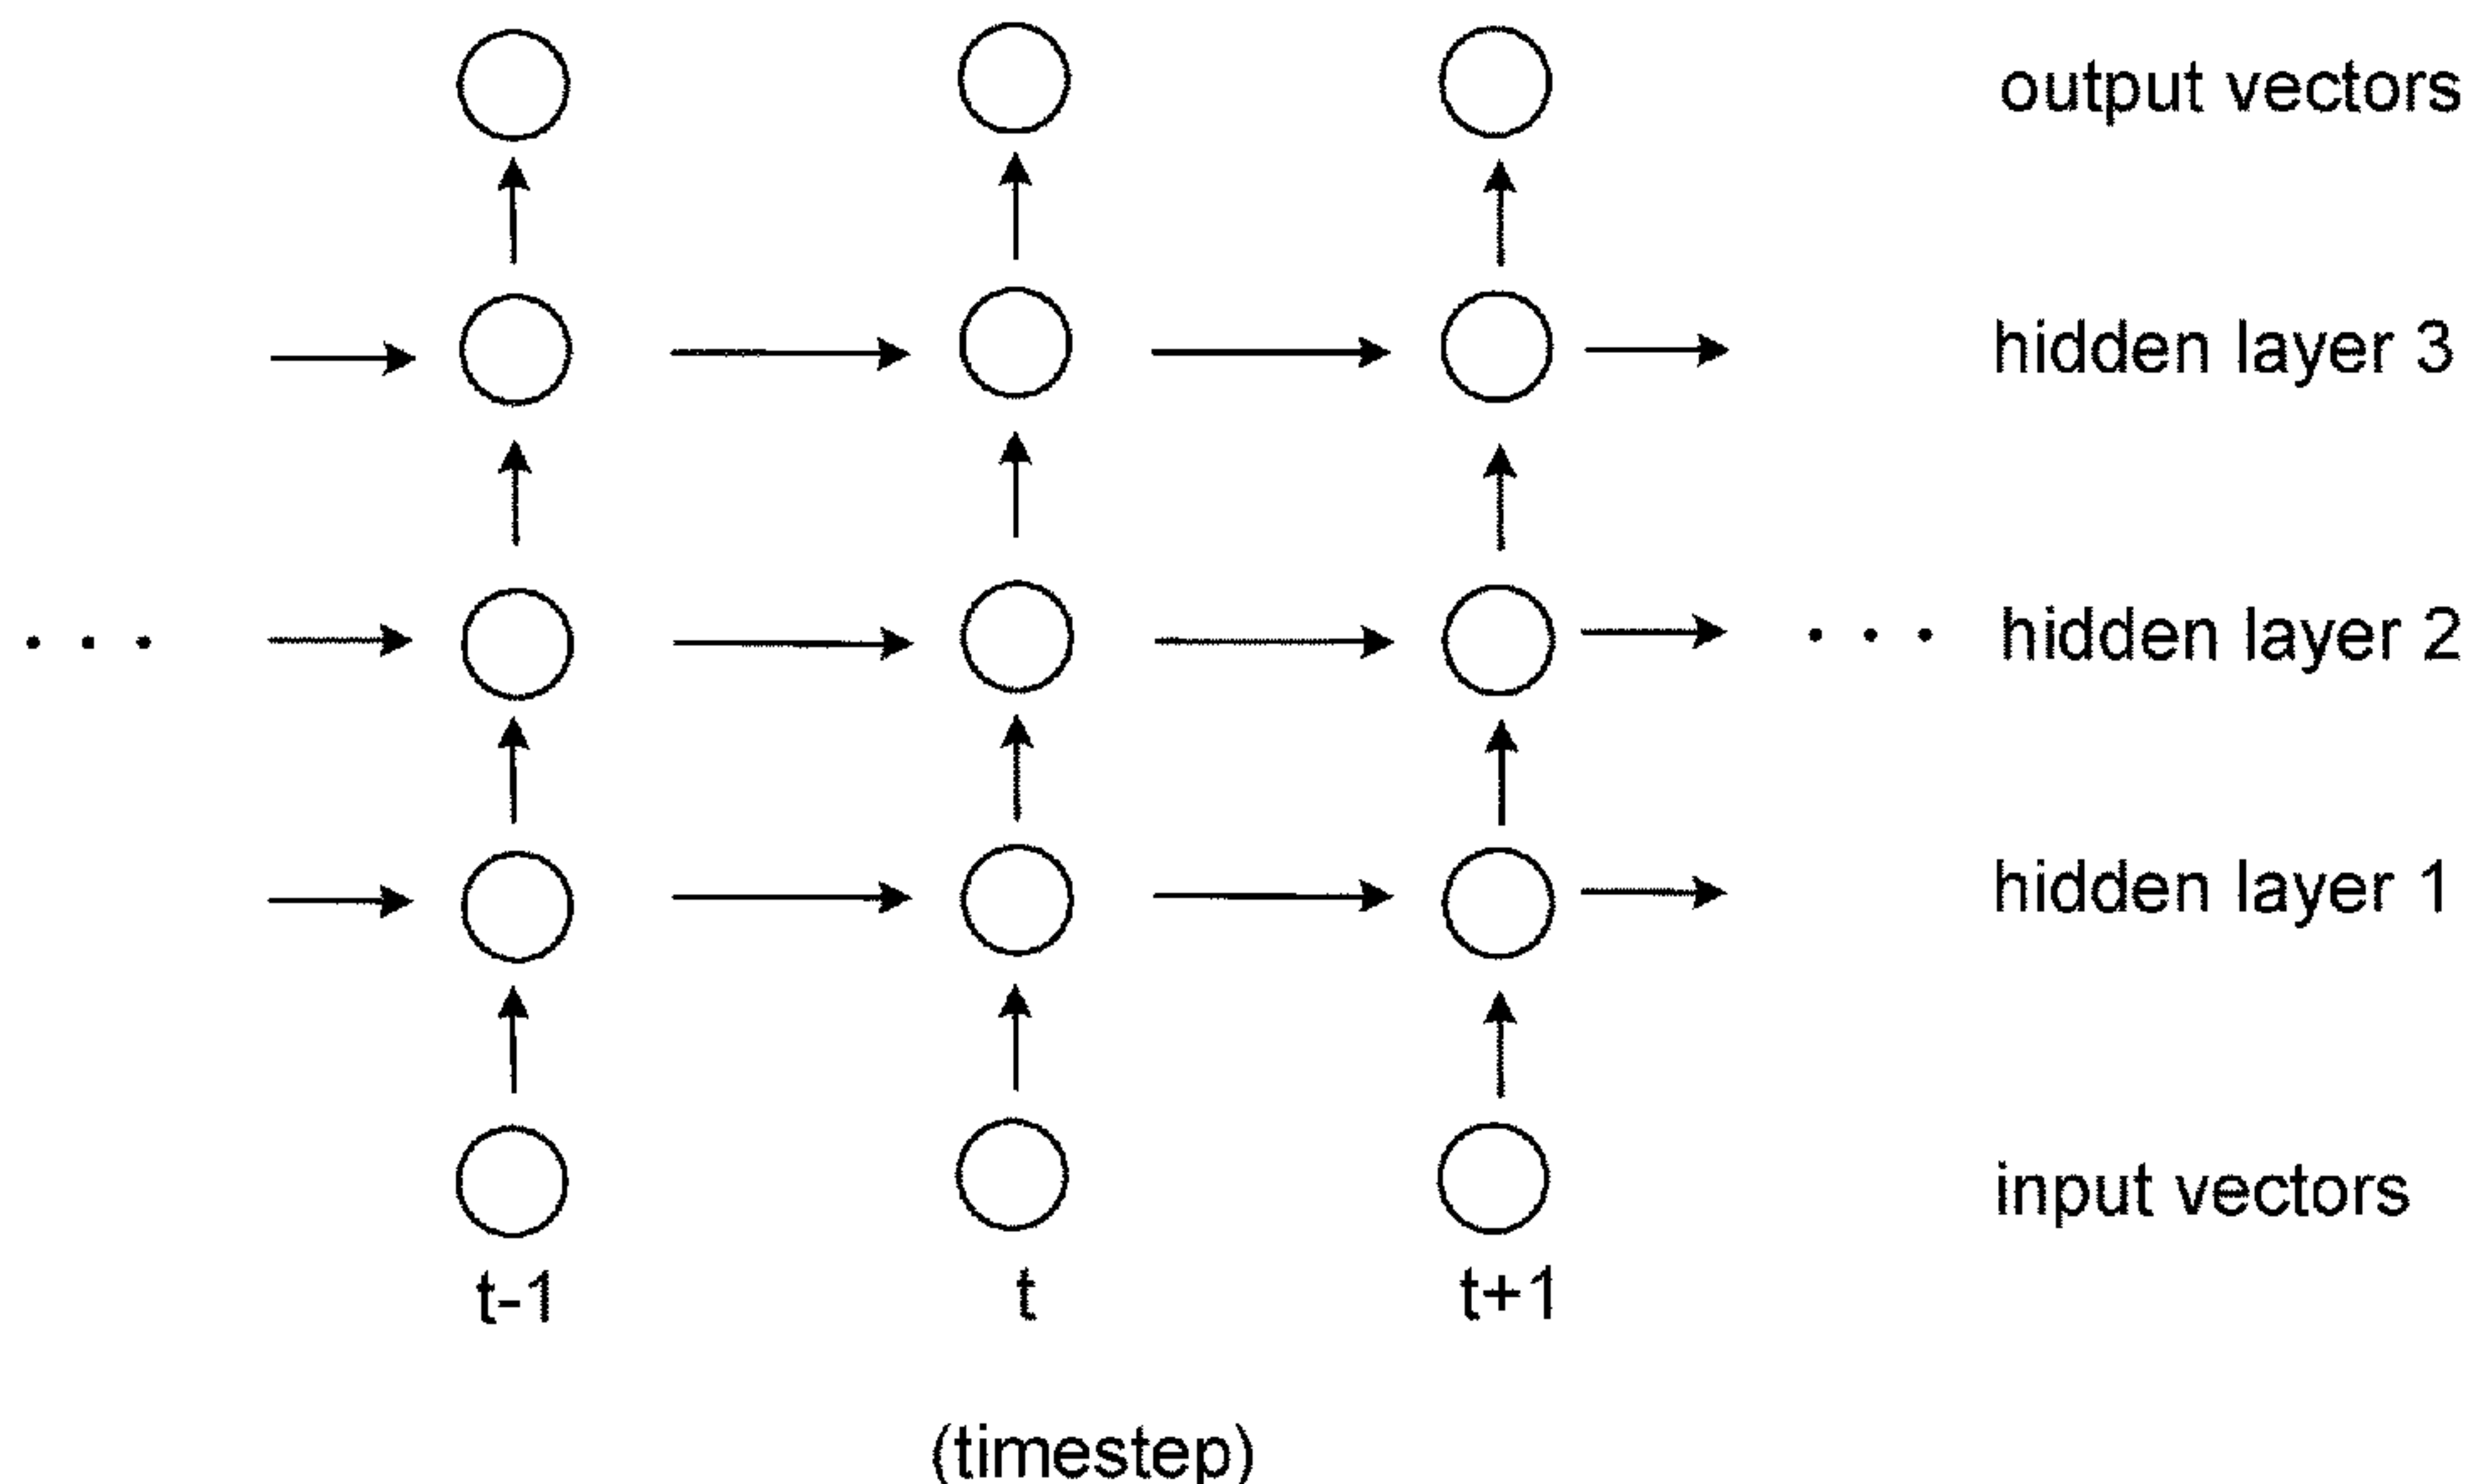 output vectors
hidden layer 3
. . .
. . .
hidden layer 2
hidden layer 1
input vectors
t-1
t
t+1
(timestep)